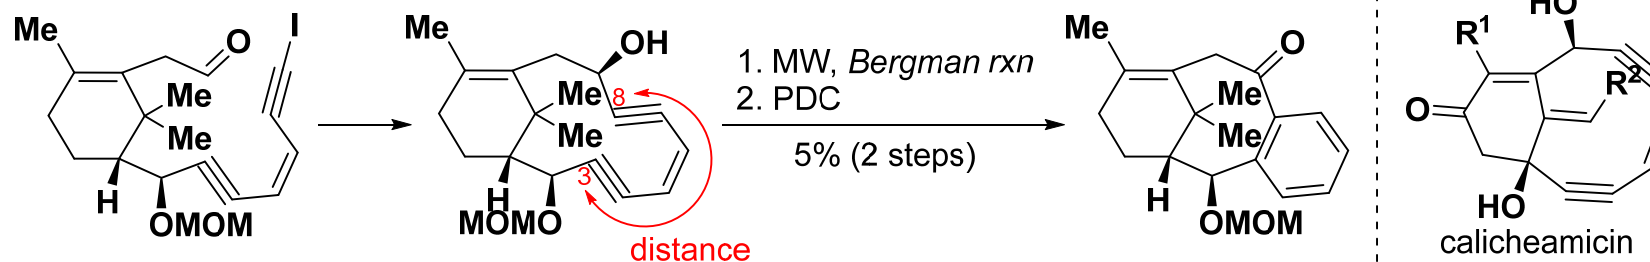 Me
O
I
Me
Me
H
OMOM
Me
OH
Me
Me
8
3
H
MOMO
distance
1. MW, Bergman rxn
2. PDC
5% (2 steps)
Me
O
Me
Me
H
OMOM
HO
R¹
R²
O
HO
calicheamicin